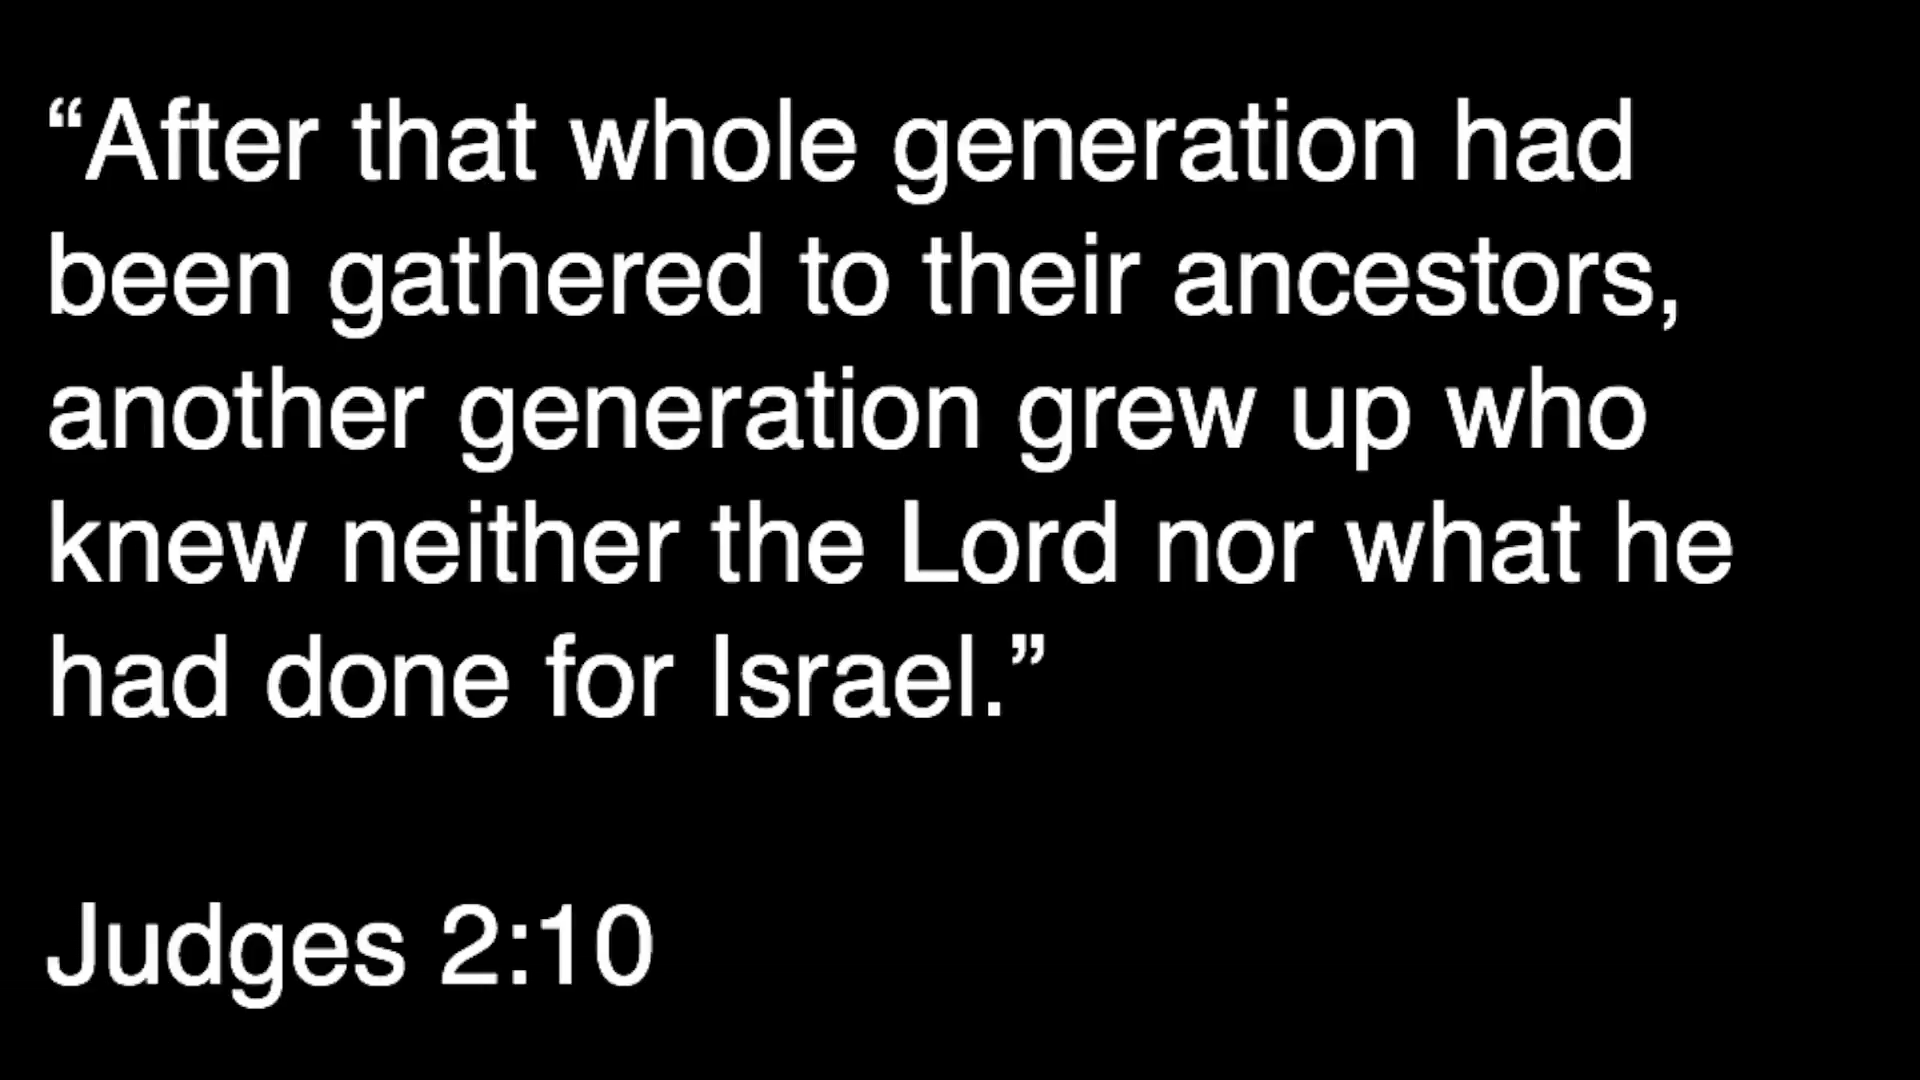 “After that whole generation had
been gathered to their ancestors,
another generation grew up who
knew neither the Lord nor what he
had done for Israel.”
Judges 2:10